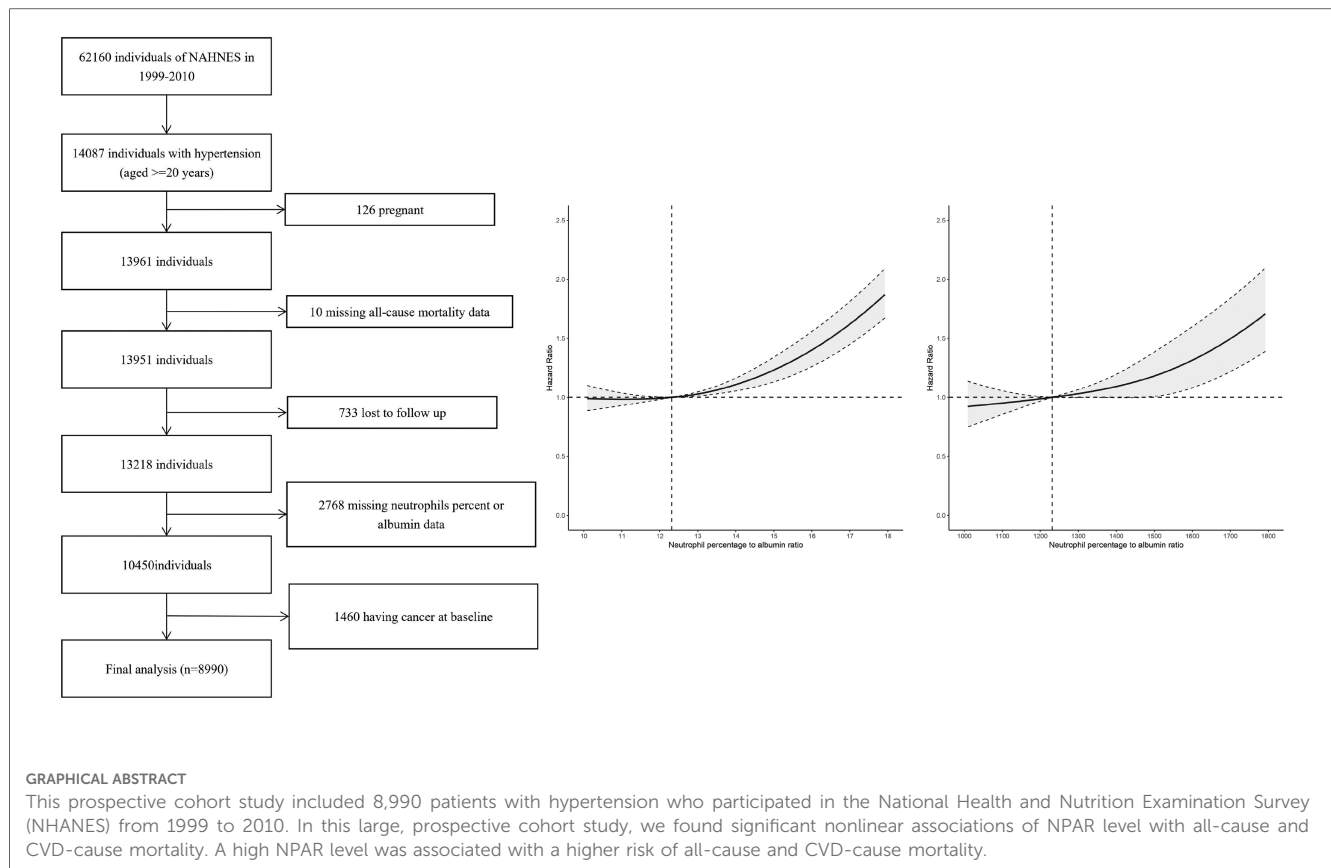 62160 individuals of NAHNES in
1999-2010
14087 individuals with hypertension
(aged >=20 years)
126 pregnant
13961 individuals
10 missing all-cause mortality data
13951 individuals
733 lost to follow up
13218 individuals
2768 missing neutrophils percent or
albumin data
10450individuals
1460 having cancer at baseline
Final analysis (n=8990)
Hazard Ratio
2.5
2.0
1.5
1.0
0.5
0.0
10 11 12 13 14 15 16 17 18
Neutrophil percentage to albumin ratio
Hazard Ratio
2.5
2.0
1.5
1.0
0.5
0.0
1000 1100 1200 1300 1400 1500 1600 1700 1800
Neutrophil percentage to albumin ratio
GRAPHICAL ABSTRACT
This prospective cohort study included 8,990 patients with hypertension who participated in the National Health and Nutrition Examination Survey
(NHANES) from 1999 to 2010. In this large, prospective cohort study, we found significant nonlinear associations of NPAR level with all-cause and
CVD-cause mortality. A high NPAR level was associated with a higher risk of all-cause and CVD-cause mortality.